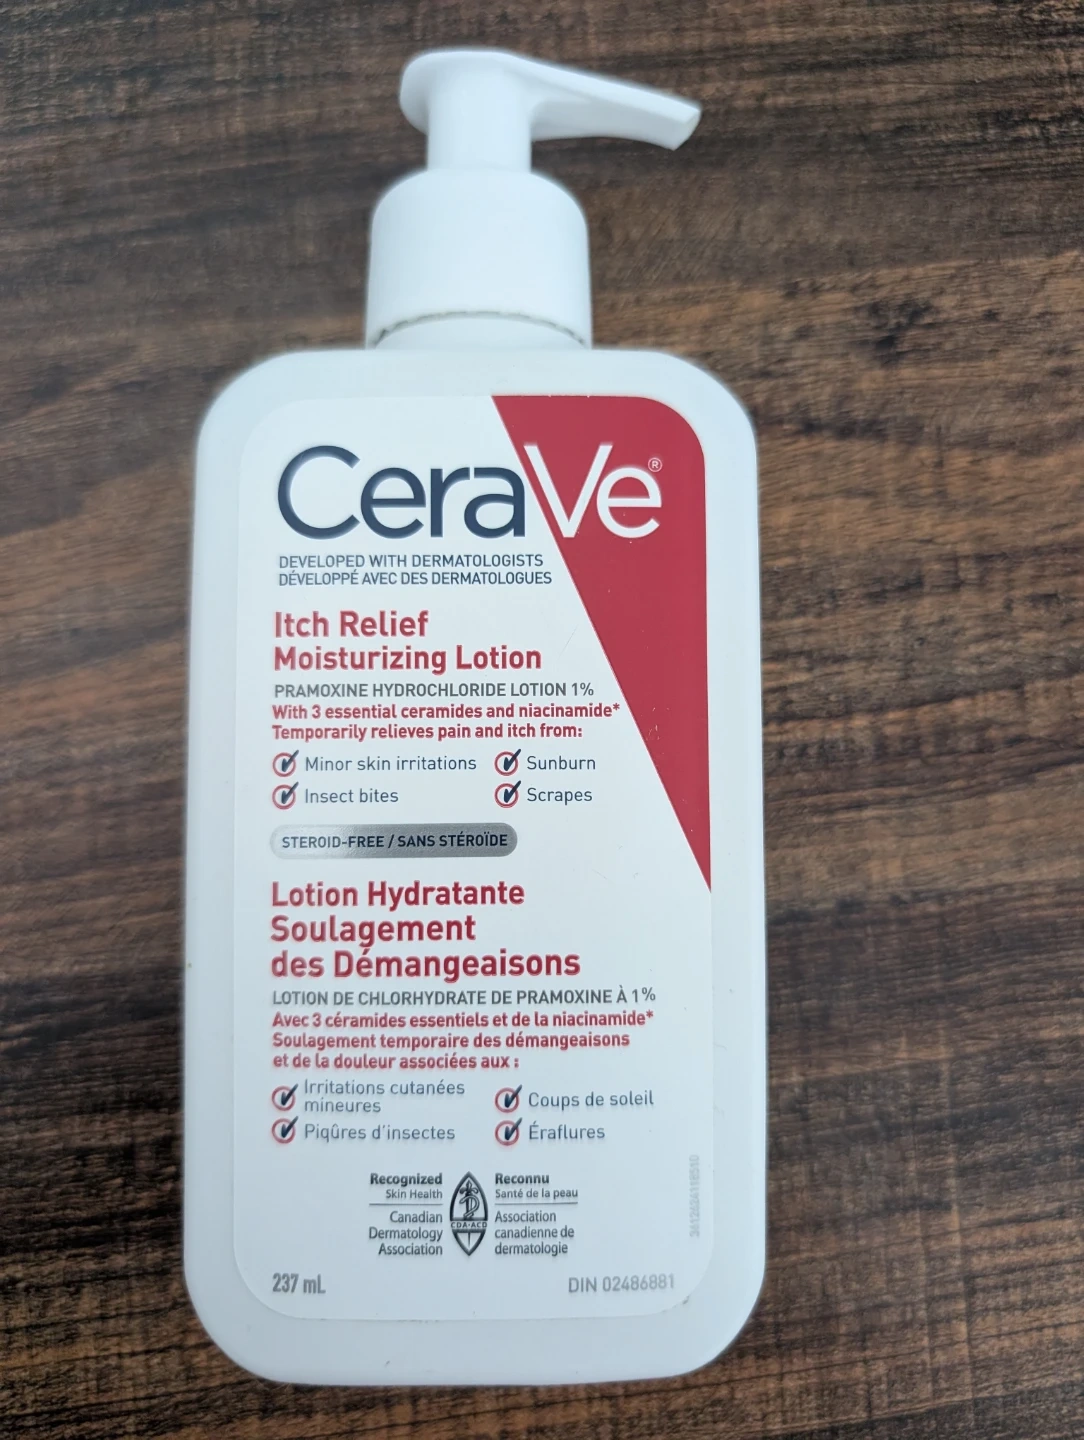 CeraVe®
DEVELOPED WITH DERMATOLOGISTS
DÉVELOPPÉ AVEC DES DERMATOLOGUES
Itch Relief
Moisturizing Lotion
PRAMOXINE HYDROCHLORIDE LOTION 1%
With 3 essential ceramides and niacinamide*
Temporarily relieves pain and itch from:
Minor skin irritations
Sunburn
Insect bites
Scrapes
STEROID-FREE / SANS STÉROÏDE
Lotion Hydratante
Soulagement
des Démangeaisons
LOTION DE CHLORHYDRATE DE PRAMOXINE À 1%
Avec 3 céramides essentiels et de la niacinamide*
Soulagement temporaire des démangeaisons
et de la douleur associées aux :
Irritations cutanées
mineures
Coups de soleil
Piqûres d'insectes
Éraflures
Recognized
Skin Health
Canadian
Dermatology
Association
CDA·ACD
Reconnu
Santé de la peau
Association
canadienne de
dermatologie
237 mL
DIN 02486881